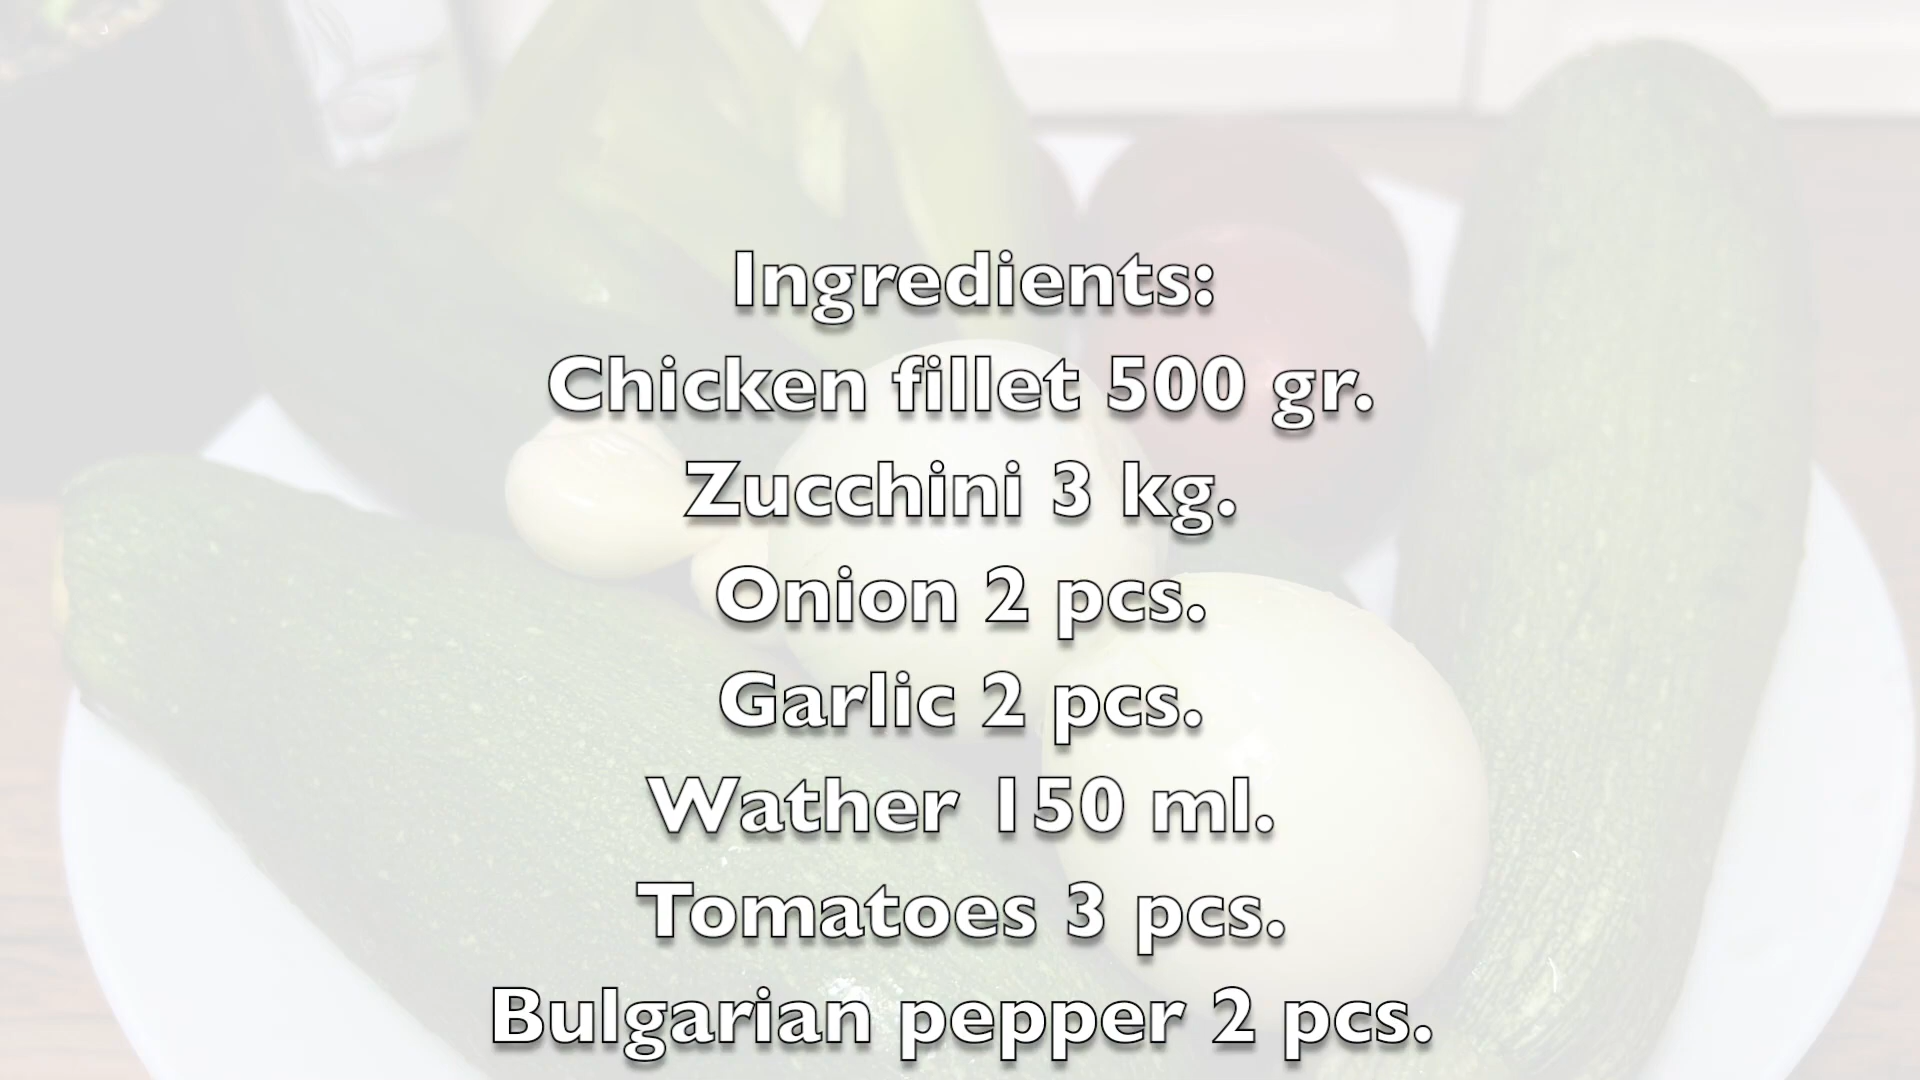 Ingredients:
Chicken fillet 500 gr.
Zucchini 3 kg.
Onion 2 pcs.
Garlic 2 pcs.
Wather 150 ml.
Tomatoes 3 pcs.
Bulgarian pepper 2 pcs.